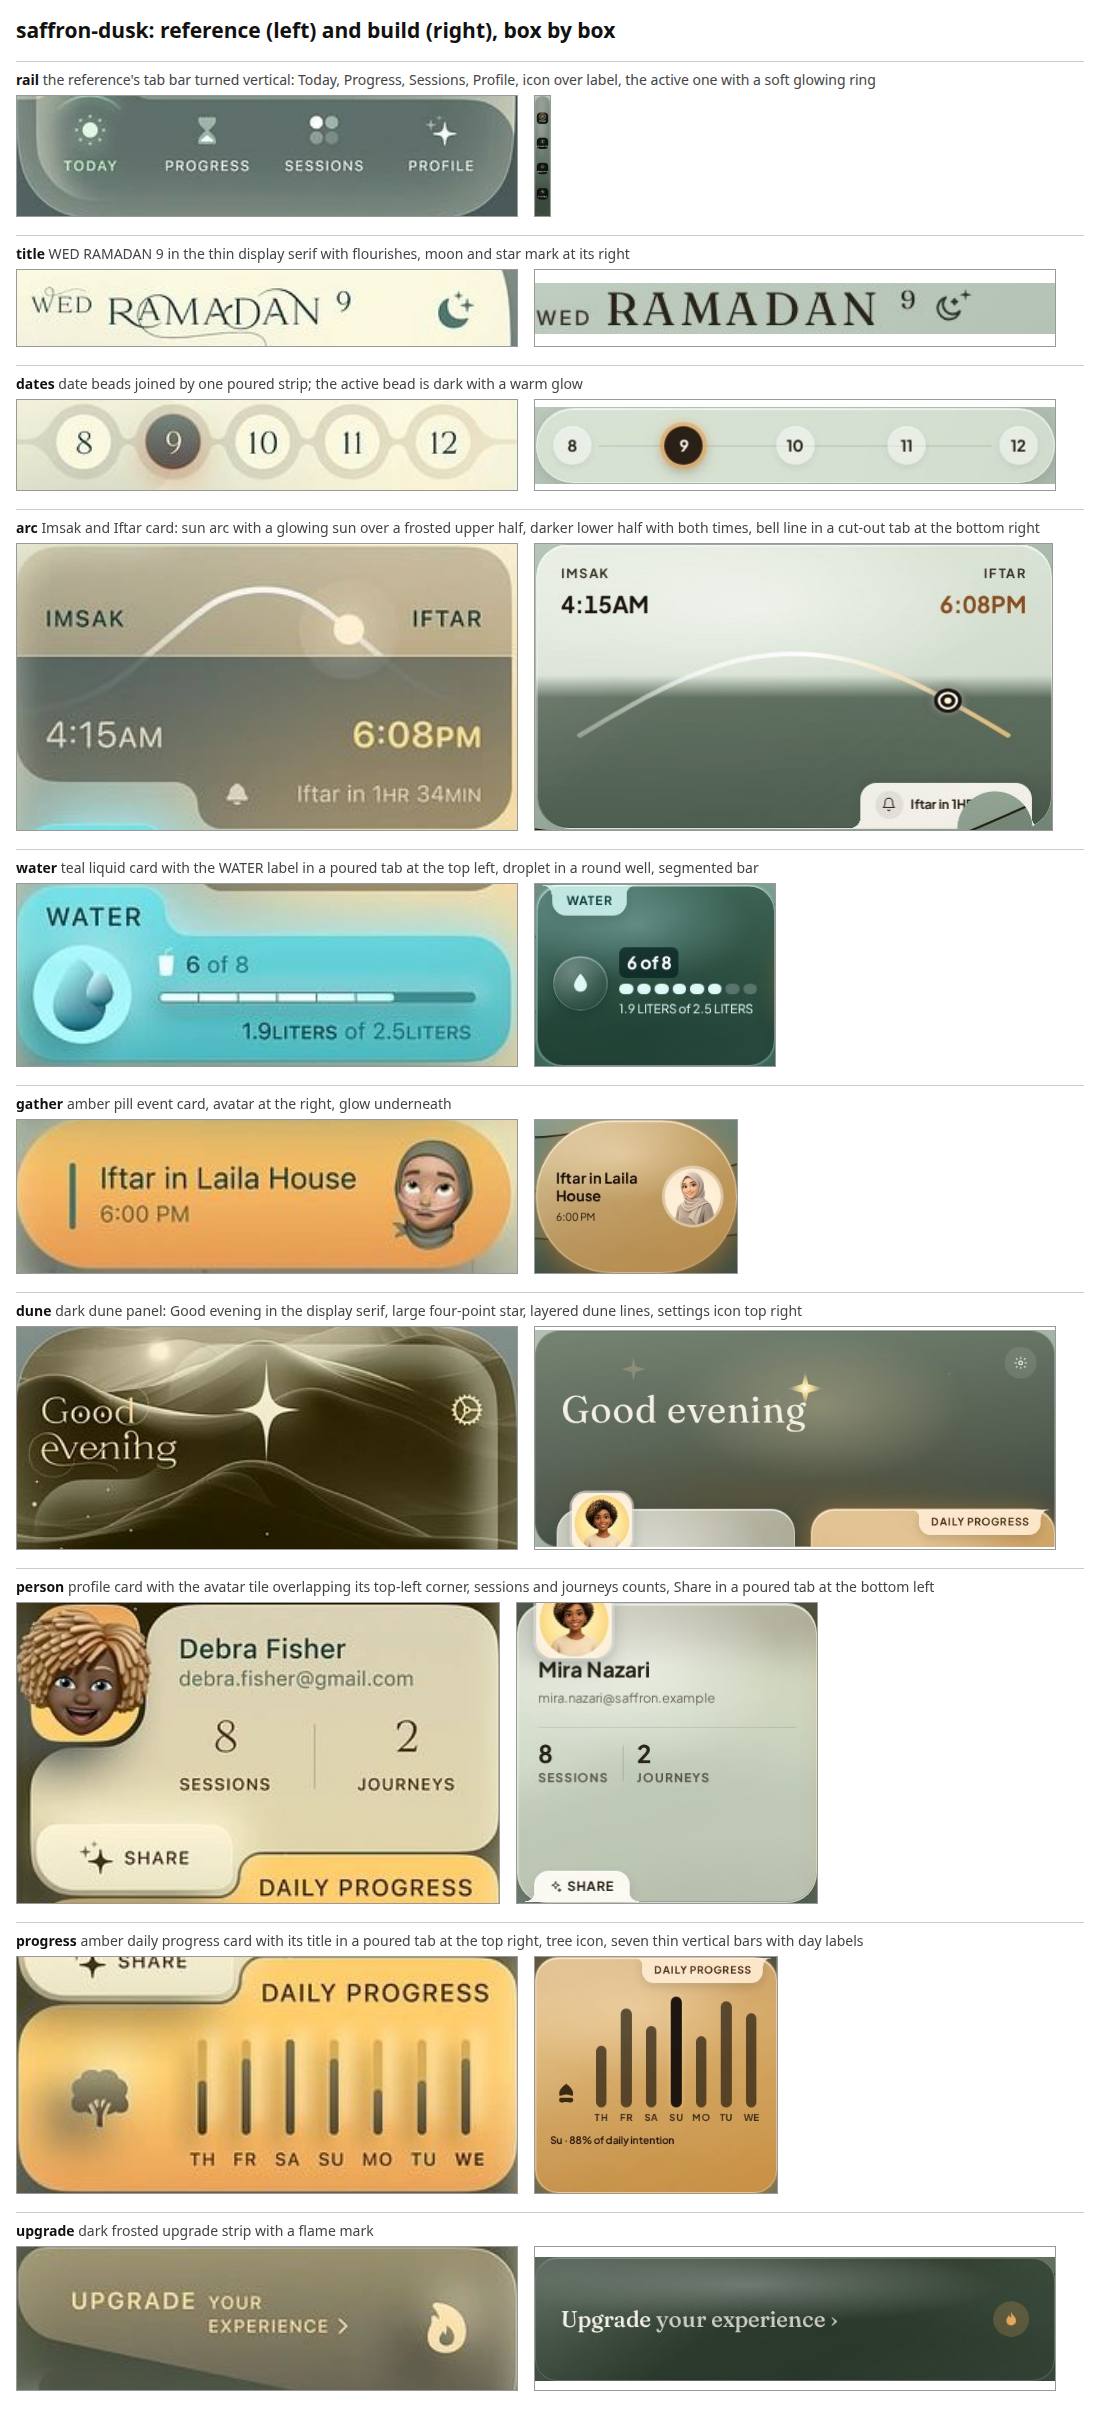 saffron-dusk: reference (left) and build (right), box by box
rail the reference's tab bar turned vertical: Today, Progress, Sessions, Profile, icon over label, the active one with a soft glowing ring
TODAY PROGRESS SESSIONS PROFILE
title WED RAMADAN 9 in the thin display serif with flourishes, moon and star mark at its right
WED RAMADAN 9
WED RAMADAN 9
dates date beads joined by one poured strip; the active bead is dark with a warm glow
8 9 10 11 12
8 9 10 11 12
arc Imsak and Iftar card: sun arc with a glowing sun over a frosted upper half, darker lower half with both times, bell line in a cut-out tab at the bottom right
IMSAK IFTAR
4:15AM 6:08PM
Iftar in 1HR 34MIN
IMSAK IFTAR
4:15AM 6:08PM
Iftar in
water teal liquid card with the WATER label in a poured tab at the top left, droplet in a round well, segmented bar
WATER
6 of 8
1.9LITERS of 2.5LITERS
WATER
6 of 8
1.9 LITERS of 2.5 LITERS
gather amber pill event card, avatar at the right, glow underneath
Iftar in Laila House
6:00 PM
Iftar in Laila
House
6:00 PM
dune dark dune panel: Good evening in the display serif, large four-point star, layered dune lines, settings icon top right
Good
evening
Good evening
DAILY PROGRESS
person profile card with the avatar tile overlapping its top-left corner, sessions and journeys counts, Share in a poured tab at the bottom left
Debra Fisher
debra.fisher@gmail.com
8 2
SESSIONS JOURNEYS
SHARE
DAILY PROGRESS
Mira Nazari
mira.nazari@saffron.example
8 2
SESSIONS JOURNEYS
SHARE
progress amber daily progress card with its title in a poured tab at the top right, tree icon, seven thin vertical bars with day labels
SHARE
DAILY PROGRESS
TH FR SA SU MO TU WE
DAILY PROGRESS
TH FR SA SU MO TU WE
Su · 88% of daily intention
upgrade dark frosted upgrade strip with a flame mark
UPGRADE YOUR
EXPERIENCE >
Upgrade your experience ›